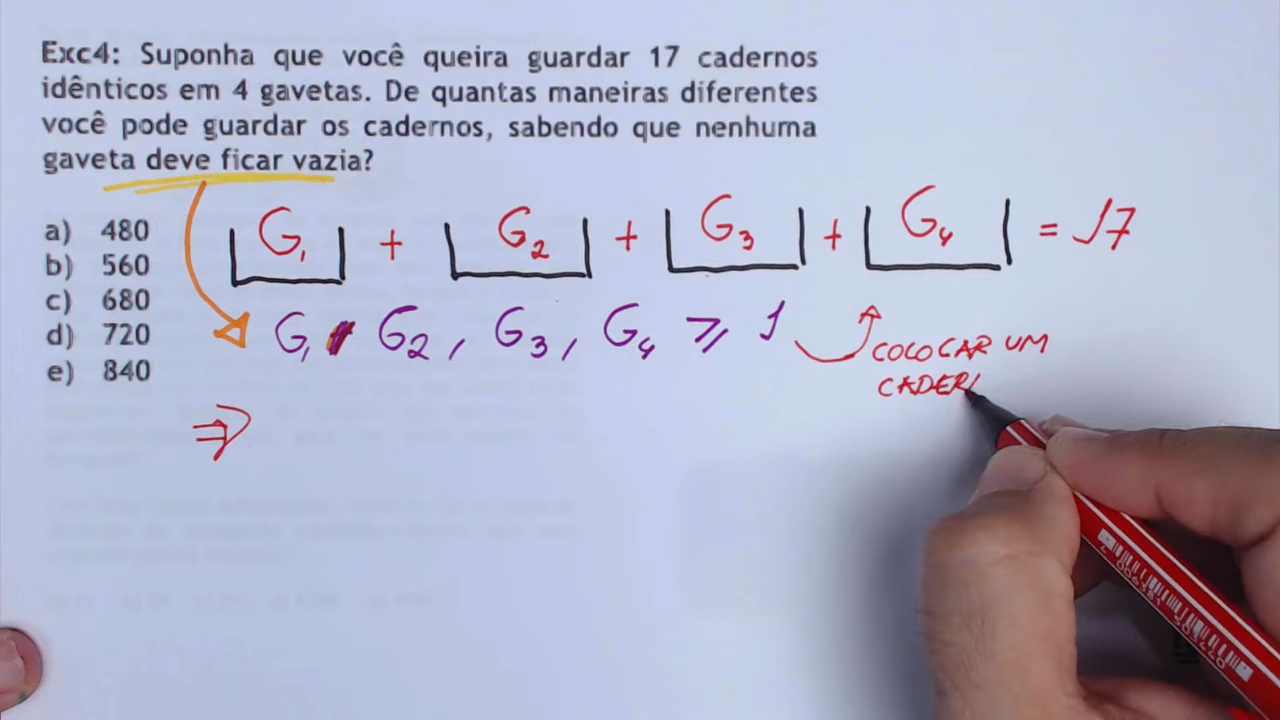 Exc4: Suponha que você queira guardar 17 cadernos
idênticos em 4 gavetas. De quantas maneiras diferentes
você pode guardar os cadernos, sabendo que nenhuma
gaveta deve ficar vazia?
a) 480
b) 560
c) 680
d) 720
e) 840
G1 + G2 + G3 + G4 = 17
G1, G2, G3, G4 ≥ 1
COLOCAR UM
CADER
⇒